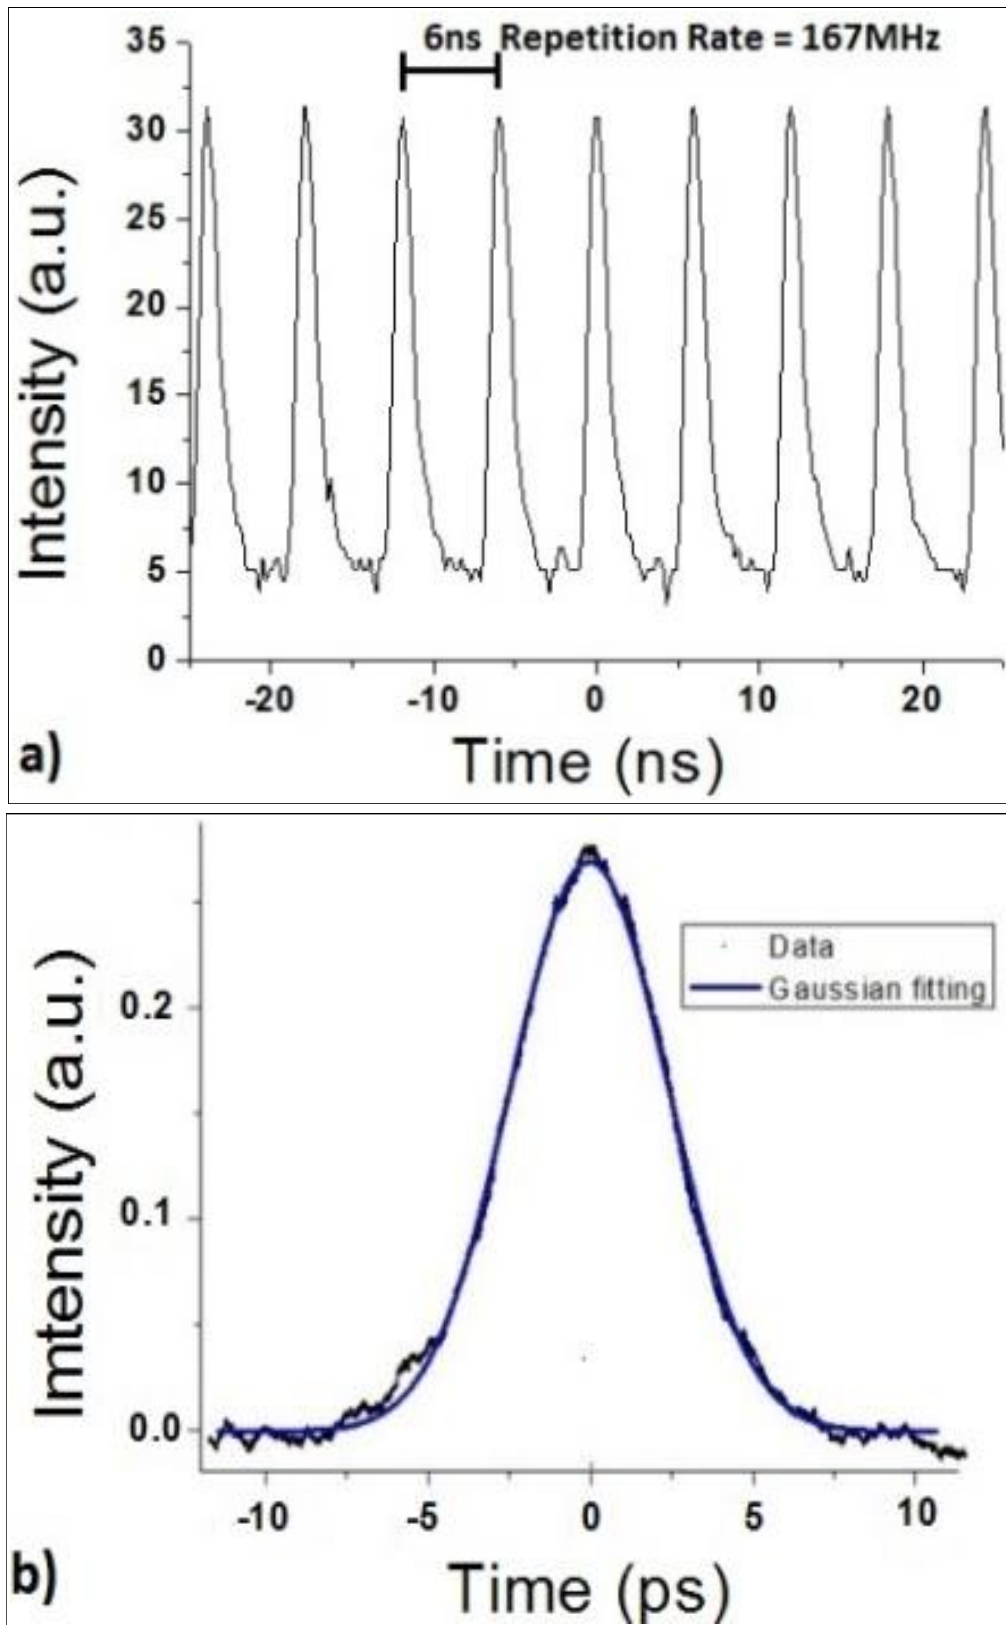 6ns Repetition Rate = 167MHz
35
30
25
20
15
10
5
0
Intensity (a.u.)
-20
-10
0
10
20
Time (ns)
a)
Data
Gaussian fitting
0.2
0.1
0.0
Imtensity (a.u.)
-10
-5
0
5
10
Time (ps)
b)